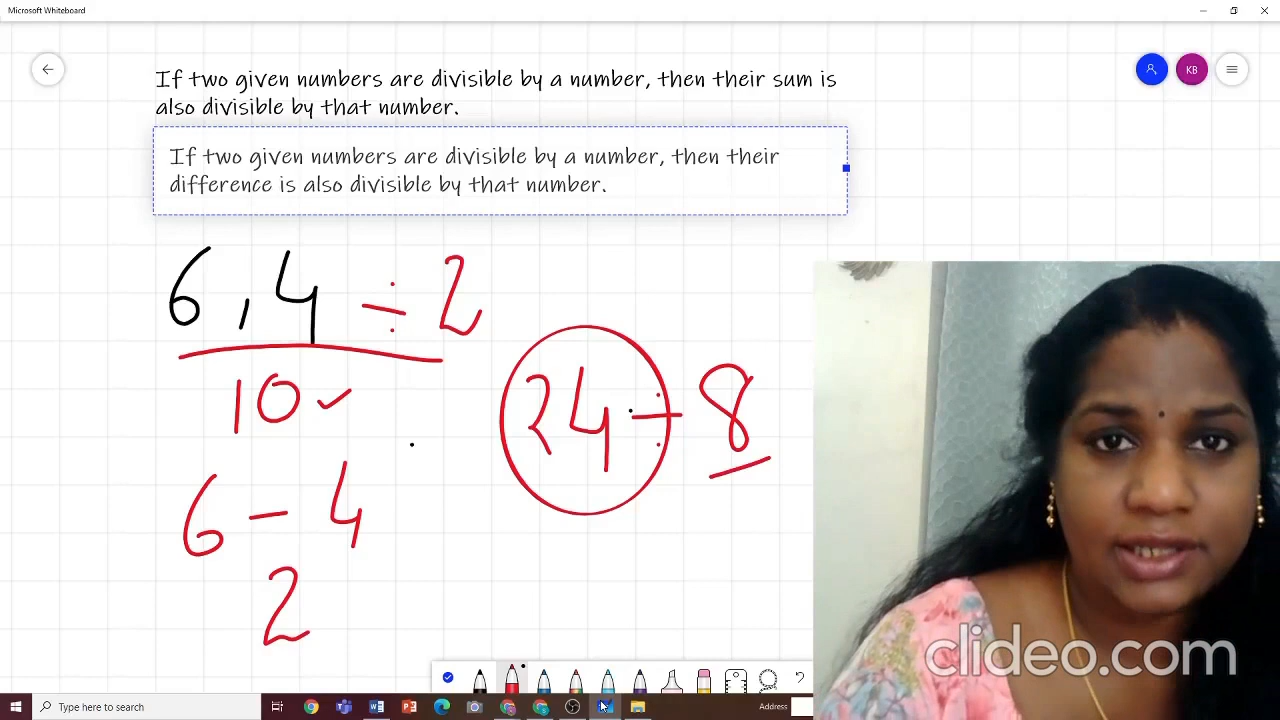 Microsoft Whiteboard
KB
If two given numbers are divisible by a number, then their sum is
also divisible by that number.
If two given numbers are divisible by a number, then their
difference is also divisible by that number.
6, 4 ÷ 2
10 ✓
24 ÷ 8
6 - 4
2
clideo.com
Type here to search
Address